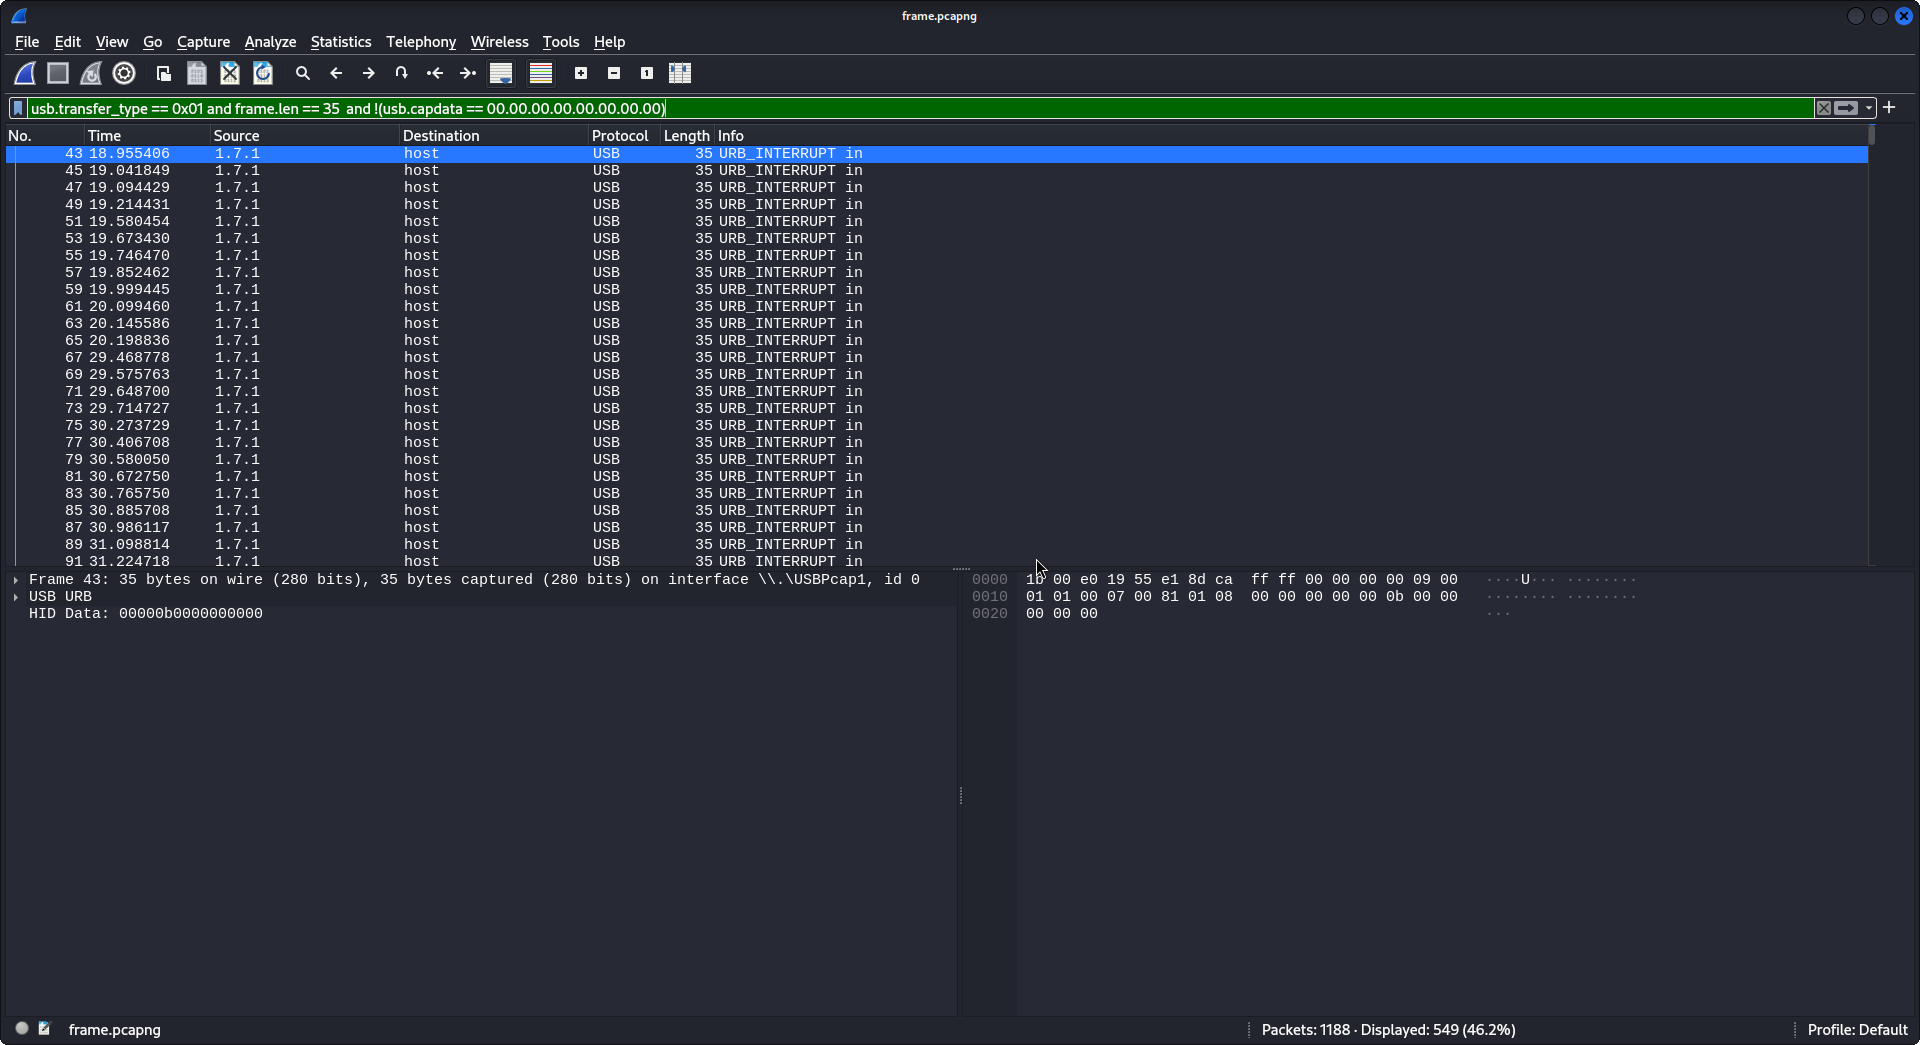 frame.pcapng
File Edit View Go Capture Analyze Statistics Telephony Wireless Tools Help
usb.transfer_type == 0x01 and frame.len == 35  and !(usb.capdata == 00.00.00.00.00.00.00.00)
No. Time Source Destination Protocol Length Info
43 18.955406 1.7.1 host USB 35 URB_INTERRUPT in
45 19.041849 1.7.1 host USB 35 URB_INTERRUPT in
47 19.094429 1.7.1 host USB 35 URB_INTERRUPT in
49 19.214431 1.7.1 host USB 35 URB_INTERRUPT in
51 19.580454 1.7.1 host USB 35 URB_INTERRUPT in
53 19.673430 1.7.1 host USB 35 URB_INTERRUPT in
55 19.746470 1.7.1 host USB 35 URB_INTERRUPT in
57 19.852462 1.7.1 host USB 35 URB_INTERRUPT in
59 19.999445 1.7.1 host USB 35 URB_INTERRUPT in
61 20.099460 1.7.1 host USB 35 URB_INTERRUPT in
63 20.145586 1.7.1 host USB 35 URB_INTERRUPT in
65 20.198836 1.7.1 host USB 35 URB_INTERRUPT in
67 29.468778 1.7.1 host USB 35 URB_INTERRUPT in
69 29.575763 1.7.1 host USB 35 URB_INTERRUPT in
71 29.648700 1.7.1 host USB 35 URB_INTERRUPT in
73 29.714727 1.7.1 host USB 35 URB_INTERRUPT in
75 30.273729 1.7.1 host USB 35 URB_INTERRUPT in
77 30.406708 1.7.1 host USB 35 URB_INTERRUPT in
79 30.580050 1.7.1 host USB 35 URB_INTERRUPT in
81 30.672750 1.7.1 host USB 35 URB_INTERRUPT in
83 30.765750 1.7.1 host USB 35 URB_INTERRUPT in
85 30.885708 1.7.1 host USB 35 URB_INTERRUPT in
87 30.986117 1.7.1 host USB 35 URB_INTERRUPT in
89 31.098814 1.7.1 host USB 35 URB_INTERRUPT in
91 31.224718 1.7.1 host USB 35 URB_INTERRUPT in
Frame 43: 35 bytes on wire (280 bits), 35 bytes captured (280 bits) on interface \\.\USBPcap1, id 0
USB URB
HID Data: 00000b0000000000
0000 1b 00 e0 19 55 e1 8d ca  ff ff 00 00 00 00 09 00 ····U··· ········
0010 01 01 00 07 00 81 01 08  00 00 00 00 00 0b 00 00 ········ ········
0020 00 00 00 ···
frame.pcapng
Packets: 1188 · Displayed: 549 (46.2%)
Profile: Default